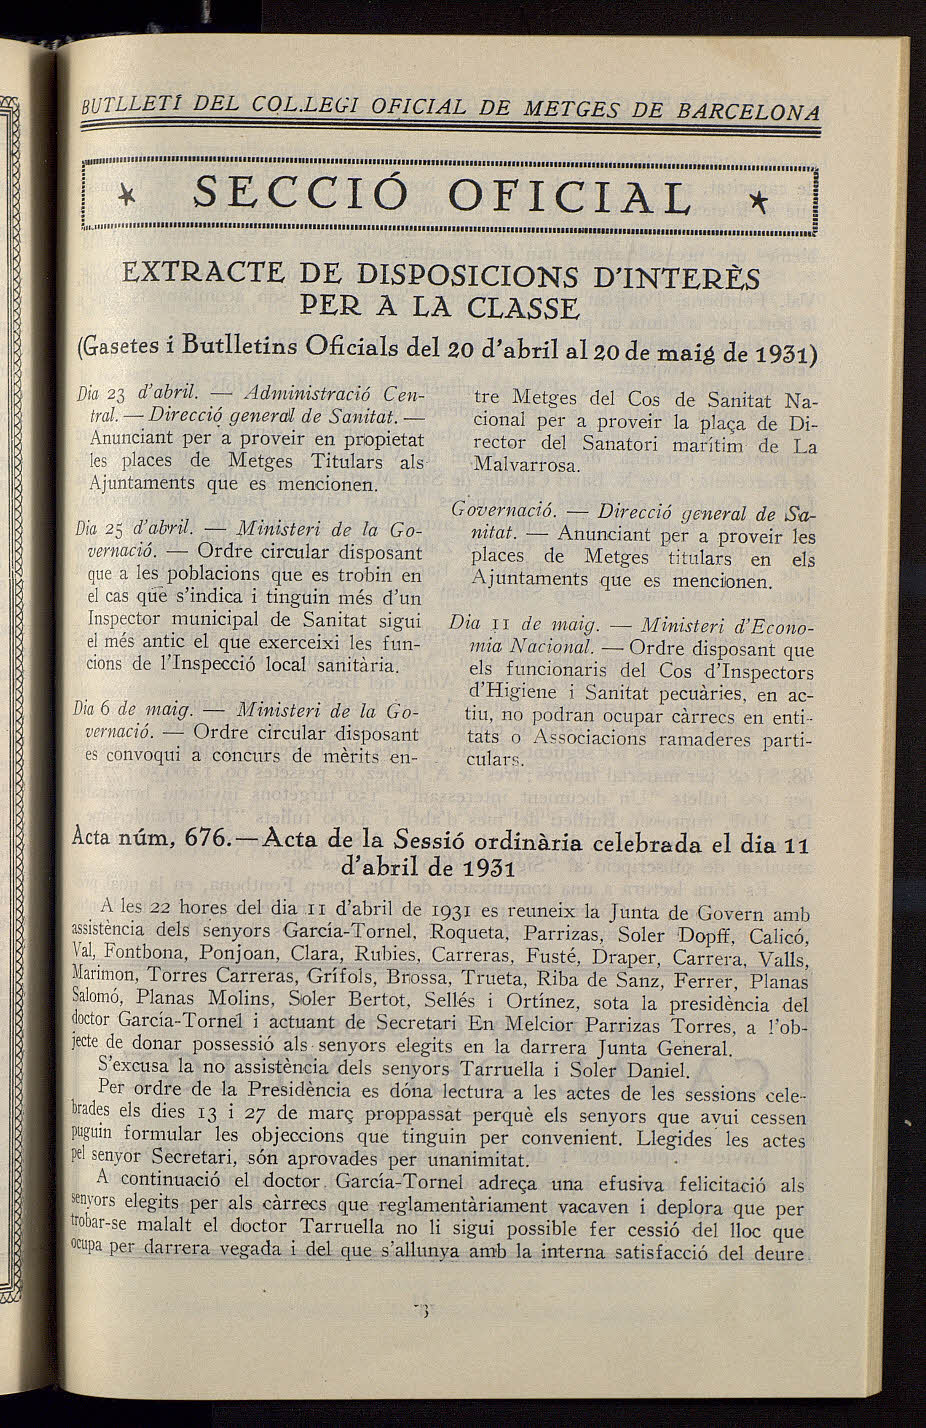 BUTLLETÍ DEL COL.LEGI OFICIAL DE METGES DE BARCELONA
★ SECCIÓ OFICIAL ★
EXTRACTE DE DISPOSICIONS D'INTERÈS
PER A LA CLASSE
(Gasetes i Butlletins Oficials del 20 d'abril al 20 de maig de 1931)
Dia 23 d'abril. — Administració Cen-
tral. — Direcció general de Sanitat. —
Anunciant per a proveir en propietat
les places de Metges Titulars als
Ajuntaments que es mencionen.
Dia 25 d'abril. — Ministeri de la Go-
vernació. — Ordre circular disposant
que a les poblacions que es trobin en
el cas que s'indica i tinguin més d'un
Inspector municipal de Sanitat sigui
el més antic el que exerceixi les fun-
cions de l'Inspecció local sanitària.
Dia 6 de maig. — Ministeri de la Go-
vernació. — Ordre circular disposant
es convoqui a concurs de mèrits en-
tre Metges del Cos de Sanitat Na-
cional per a proveir la plaça de Di-
rector del Sanatori marítim de La
Malvarrosa.
Governació. — Direcció general de Sa-
nitat. — Anunciant per a proveir les
places de Metges titulars en els
Ajuntaments que es mencionen.
Dia 11 de maig. — Ministeri d'Econo-
mia Nacional. — Ordre disposant que
els funcionaris del Cos d'Inspectors
d'Higiene i Sanitat pecuàries, en ac-
tiu, no podran ocupar càrrecs en enti-
tats o Associacions ramaderes parti-
culars.
Acta núm, 676. — Acta de la Sessió ordinària celebrada el dia 11
d'abril de 1931
A les 22 hores del dia 11 d'abril de 1931 es reuneix la Junta de Govern amb
assistència dels senyors García-Tornel, Roqueta, Parrizas, Soler Dopff, Calicó,
Val, Fontbona, Ponjoan, Clara, Rubies, Carreras, Fusté, Draper, Carrera, Valls,
Marimon, Torres Carreras, Grífols, Brossa, Trueta, Riba de Sanz, Ferrer, Planas
Salomó, Planas Molins, Soler Bertot, Sellés i Ortínez, sota la presidència del
doctor García-Tornel i actuant de Secretari En Melcior Parrizas Torres, a l'ob-
jecte de donar possessió als senyors elegits en la darrera Junta General.
S'excusa la no assistència dels senyors Tarruella i Soler Daniel.
Per ordre de la Presidència es dóna lectura a les actes de les sessions cele-
brades els dies 13 i 27 de març proppassat perquè els senyors que avui cessen
puguin formular les objeccions que tinguin per convenient. Llegides les actes
pel senyor Secretari, són aprovades per unanimitat.
A continuació el doctor García-Tornel adreça una efusiva felicitació als
senyors elegits per als càrrecs que reglamentàriament vacaven i deplora que per
trobar-se malalt el doctor Tarruella no li sigui possible fer cessió del lloc que
ocupa per darrera vegada i del que s'allunya amb la interna satisfacció del deure